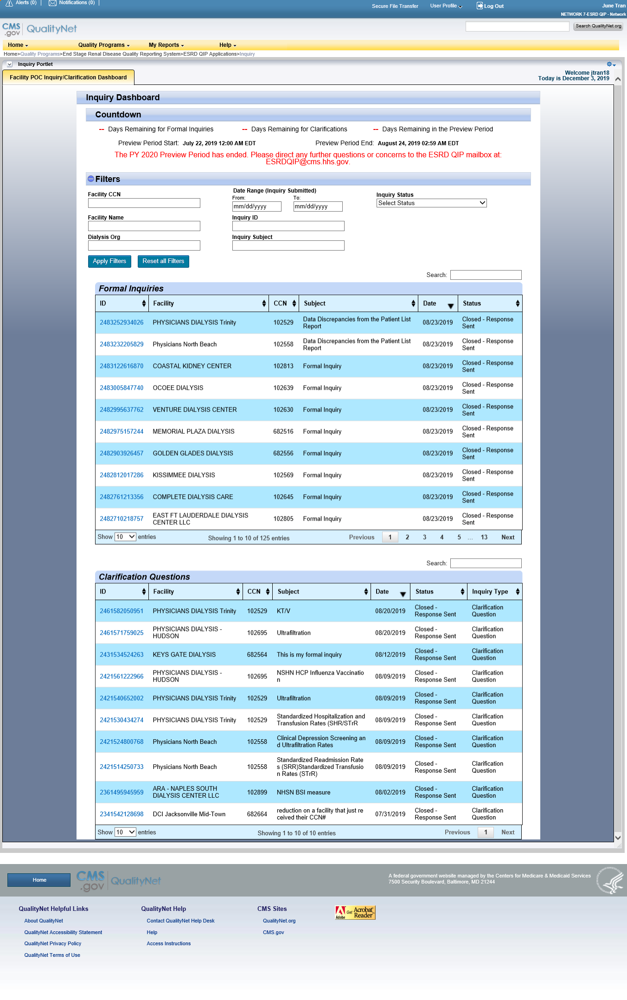 Alerts (0) | Notifications (0) |
Secure File Transfer User Profile Log Out June Tran
NETWORK 7-ESRD QIP - Network
CMS .gov QualityNet Search QualityNet.org
Home Quality Programs My Reports Help
Home>Quality Programs>End Stage Renal Disease Quality Reporting System>ESRD QIP Applications>Inquiry
Inquiry Portlet
Facility POC Inquiry/Clarification Dashboard
Welcome jtran18
Today is December 3, 2019
Inquiry Dashboard
Countdown
-- Days Remaining for Formal Inquiries -- Days Remaining for Clarifications -- Days Remaining in the Preview Period
Preview Period Start: July 22, 2019 12:00 AM EDT Preview Period End: August 24, 2019 02:59 AM EDT
The PY 2020 Preview Period has ended. Please direct any further questions or concerns to the ESRD QIP mailbox at:
ESRDQIP@cms.hhs.gov.
Filters
Facility CCN
Date Range (Inquiry Submitted)
From: To:
mm/dd/yyyy mm/dd/yyyy
Inquiry Status
Select Status
Facility Name Inquiry ID
Dialysis Org Inquiry Subject
Apply Filters Reset all Filters
Search:
Formal Inquiries
ID Facility CCN Subject Date Status
2483252934026 PHYSICIANS DIALYSIS Trinity 102529 Data Discrepancies from the Patient List 08/23/2019 Closed - Response
Report Sent
2483232205829 Physicians North Beach 102558 Data Discrepancies from the Patient List 08/23/2019 Closed - Response
Report Sent
2483122616870 COASTAL KIDNEY CENTER 102813 Formal Inquiry 08/23/2019 Closed - Response
Sent
2483005847740 OCOEE DIALYSIS 102639 Formal Inquiry 08/23/2019 Closed - Response
Sent
2482995637762 VENTURE DIALYSIS CENTER 102630 Formal Inquiry 08/23/2019 Closed - Response
Sent
2482975157244 MEMORIAL PLAZA DIALYSIS 682516 Formal Inquiry 08/23/2019 Closed - Response
Sent
2482903926457 GOLDEN GLADES DIALYSIS 682556 Formal Inquiry 08/23/2019 Closed - Response
Sent
2482812017286 KISSIMMEE DIALYSIS 102569 Formal Inquiry 08/23/2019 Closed - Response
Sent
2482761213356 COMPLETE DIALYSIS CARE 102645 Formal Inquiry 08/23/2019 Closed - Response
Sent
2482710218757 EAST FT LAUDERDALE DIALYSIS 102805 Formal Inquiry 08/23/2019 Closed - Response
CENTER LLC Sent
Show 10 entries Showing 1 to 10 of 125 entries Previous 1 2 3 4 5 ... 13 Next
Search:
Clarification Questions
ID Facility CCN Subject Date Status Inquiry Type
2461582050951 PHYSICIANS DIALYSIS Trinity 102529 KT/V 08/20/2019 Closed - Clarification
Response Sent Question
2461571759025 PHYSICIANS DIALYSIS - 102695 Ultrafiltration 08/20/2019 Closed - Clarification
HUDSON Response Sent Question
2431534524263 KEYS GATE DIALYSIS 682564 This is my formal inquiry 08/12/2019 Closed - Clarification
Response Sent Question
2421561222966 PHYSICIANS DIALYSIS - 102695 NSHN HCP Influenza Vaccinatio 08/09/2019 Closed - Clarification
HUDSON n Response Sent Question
2421540652002 PHYSICIANS DIALYSIS Trinity 102529 Ultrafiltration 08/09/2019 Closed - Clarification
Response Sent Question
2421530434274 PHYSICIANS DIALYSIS Trinity 102529 Standardized Hospitalization and 08/09/2019 Closed - Clarification
Transfusion Rates (SHR/STrR Response Sent Question
2421524800768 Physicians North Beach 102558 Clinical Depression Screening an 08/09/2019 Closed - Clarification
d Ultrafiltration Rates Response Sent Question
2421514250733 Physicians North Beach 102558 Standardized Readmission Rate 08/09/2019 Closed - Clarification
s (SRR)Standardized Transfusio Response Sent Question
n Rates (STrR)
2361495945959 ARA - NAPLES SOUTH 102899 NHSN BSI measure 08/02/2019 Closed - Clarification
DIALYSIS CENTER LLC Response Sent Question
2341542128698 DCI Jacksonville Mid-Town 682664 reduction on a facility that just re 07/31/2019 Closed - Clarification
ceived their CCN# Response Sent Question
Show 10 entries Showing 1 to 10 of 10 entries Previous 1 Next
Home CMS .gov QualityNet
A federal government website managed by the Centers for Medicare & Medicaid Services
7500 Security Boulevard, Baltimore, MD 21244
QualityNet Helpful Links
About QualityNet
QualityNet Accessibility Statement
QualityNet Privacy Policy
QualityNet Terms of Use
QualityNet Help
Contact QualityNet Help Desk
Help
Access Instructions
CMS Sites
QualityNet.org
CMS.gov
Adobe Get Acrobat Reader